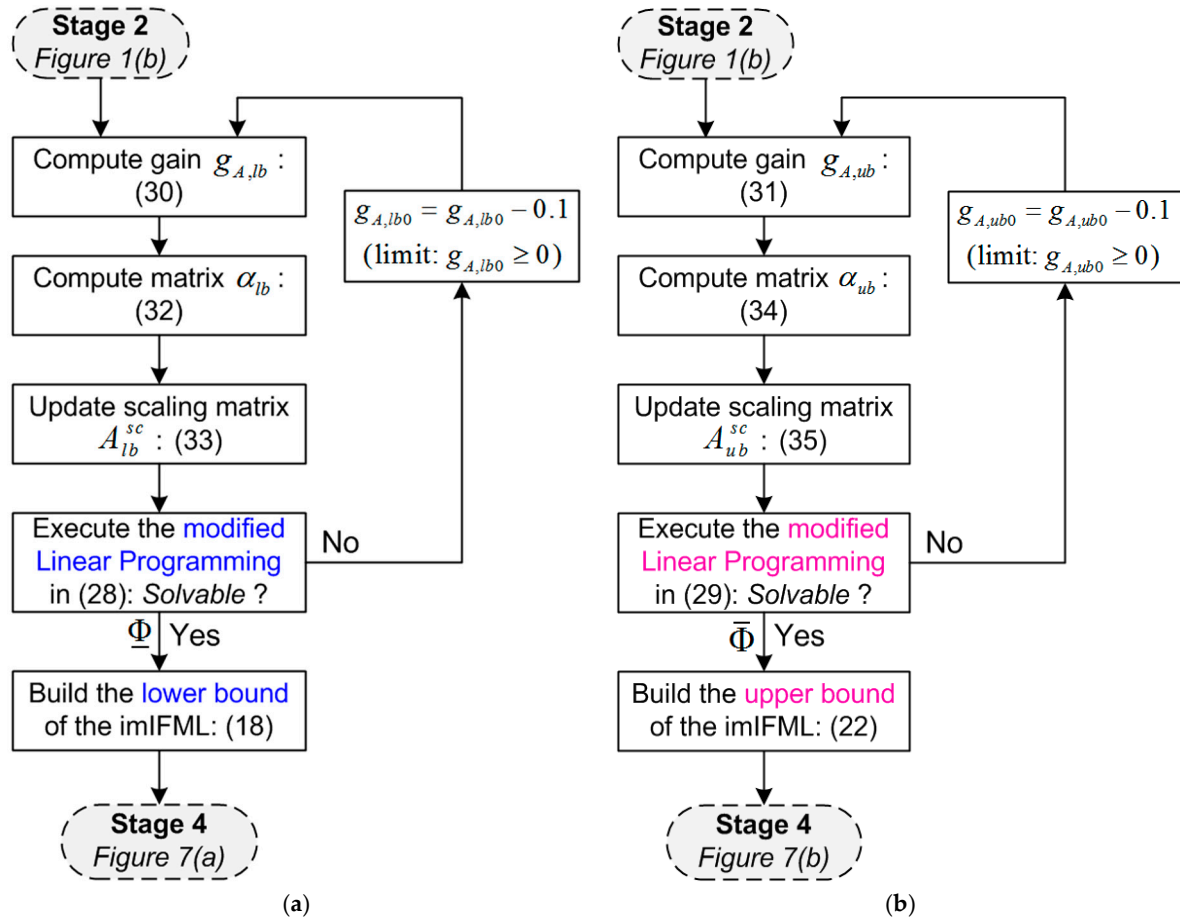 Stage 2
Figure 1(b)
Compute gain g_{A,lb} :
(30)
g_{A,lb0} = g_{A,lb0} − 0.1
(limit: g_{A,lb0} ≥ 0)
Compute matrix α_{lb} :
(32)
Update scaling matrix
A_{lb}^{sc} : (33)
Execute the modified
Linear Programming
in (28): Solvable ?
No
Φ̲ Yes
Build the lower bound
of the imIFML: (18)
Stage 4
Figure 7(a)
(a)
Stage 2
Figure 1(b)
Compute gain g_{A,ub} :
(31)
g_{A,ub0} = g_{A,ub0} − 0.1
(limit: g_{A,ub0} ≥ 0)
Compute matrix α_{ub} :
(34)
Update scaling matrix
A_{ub}^{sc} : (35)
Execute the modified
Linear Programming
in (29): Solvable ?
No
Φ̄ Yes
Build the upper bound
of the imIFML: (22)
Stage 4
Figure 7(b)
(b)